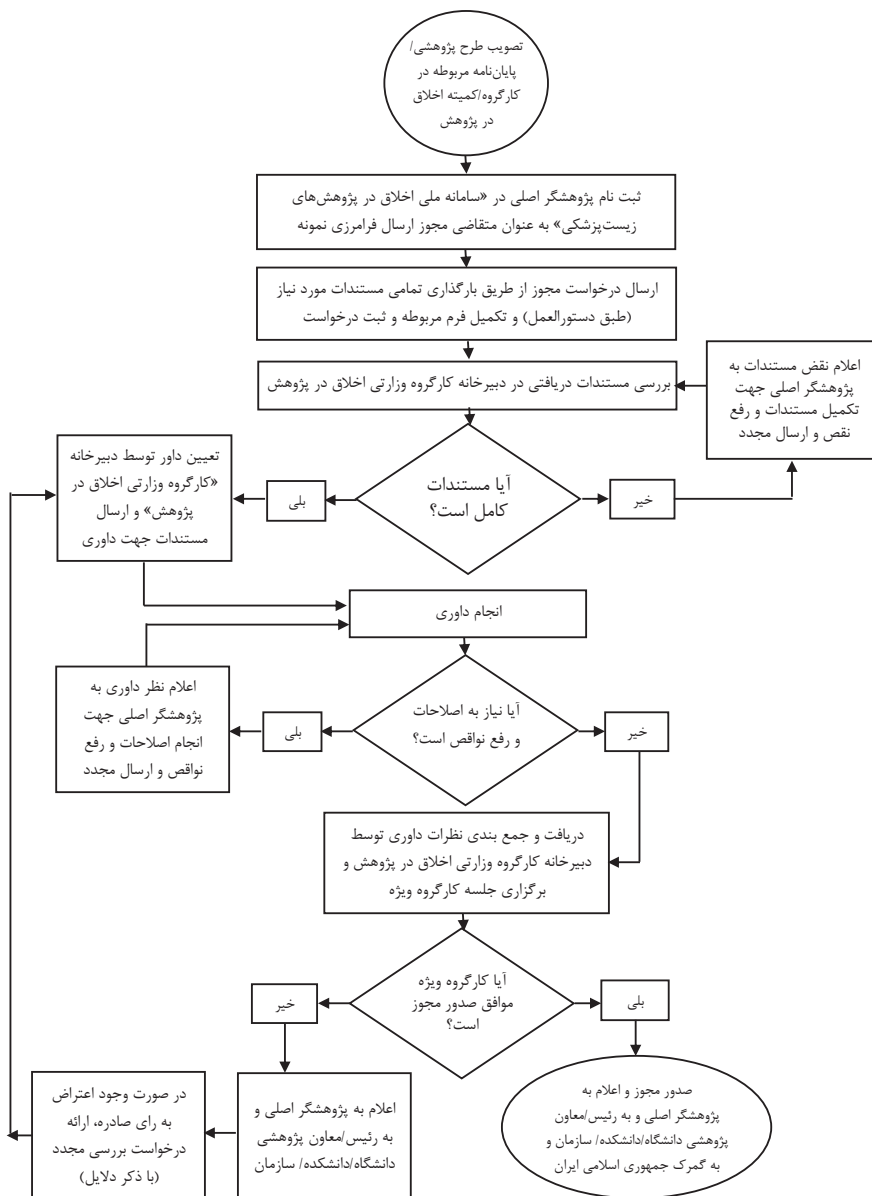 تصویب طرح پژوهشی/
پایان‌نامه مربوطه در
کارگروه/کمیته اخلاق
در پژوهش
ثبت نام پژوهشگر اصلی در «سامانه ملی اخلاق در پژوهش‌های
زیست‌پزشکی» به عنوان متقاضی مجوز ارسال فرامرزی نمونه
ارسال درخواست مجوز از طریق بارگذاری تمامی مستندات مورد نیاز
(طبق دستورالعمل) و تکمیل فرم مربوطه و ثبت درخواست
بررسی مستندات دریافتی در دبیرخانه کارگروه وزارتی اخلاق در پژوهش
اعلام نقض مستندات به
پژوهشگر اصلی جهت
تکمیل مستندات و رفع
نقص و ارسال مجدد
آیا مستندات
کامل است؟
خیر
بلی
تعیین داور توسط دبیرخانه
«کارگروه وزارتی اخلاق در
پژوهش» و ارسال
مستندات جهت داوری
انجام داوری
آیا نیاز به اصلاحات
و رفع نواقص است؟
خیر
بلی
اعلام نظر داوری به
پژوهشگر اصلی جهت
انجام اصلاحات و رفع
نواقص و ارسال مجدد
دریافت و جمع بندی نظرات داوری توسط
دبیرخانه کارگروه وزارتی اخلاق در پژوهش و
برگزاری جلسه کارگروه ویژه
آیا کارگروه ویژه
موافق صدور مجوز
است؟
بلی
خیر
صدور مجوز و اعلام به
پژوهشگر اصلی و به رئیس/معاون
پژوهشی دانشگاه/دانشکده/ سازمان و
به گمرک جمهوری اسلامی ایران
اعلام به پژوهشگر اصلی و
به رئیس/معاون پژوهشی
دانشگاه/دانشکده/ سازمان
در صورت وجود اعتراض
به رای صادره، ارائه
درخواست بررسی مجدد
(با ذکر دلایل)